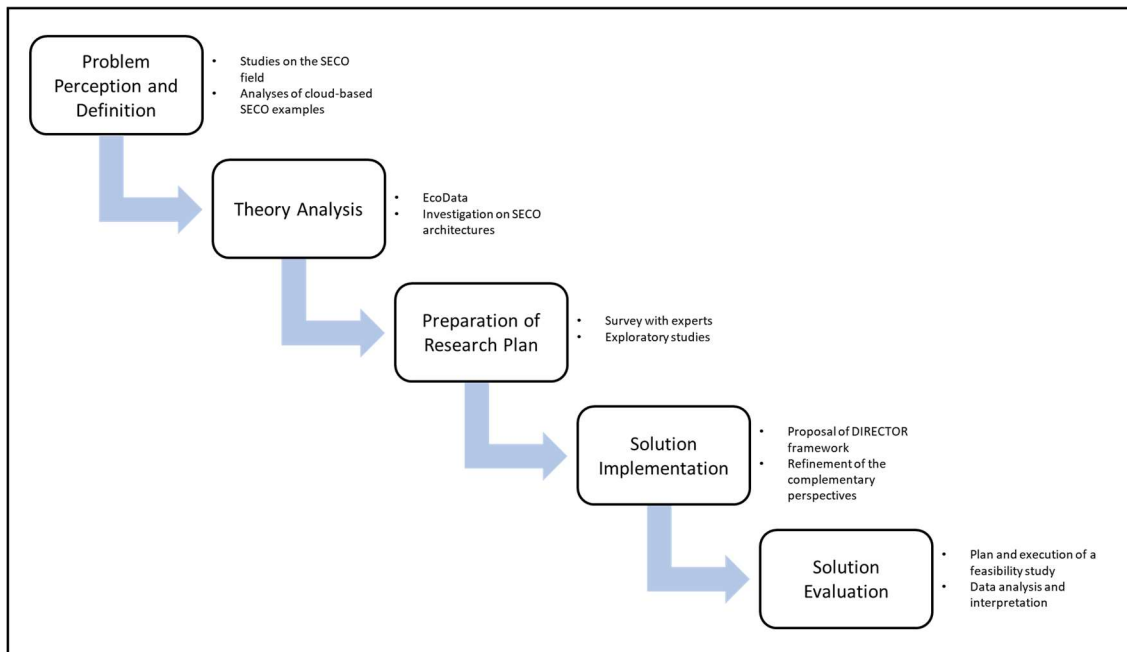 Problem
Perception and
Definition
• Studies on the SECO
field
• Analyses of cloud-based
SECO examples
Theory Analysis
• EcoData
• Investigation on SECO
architectures
Preparation of
Research Plan
• Survey with experts
• Exploratory studies
Solution
Implementation
• Proposal of DIRECTOR
framework
• Refinement of the
complementary
perspectives
Solution
Evaluation
• Plan and execution of a
feasibility study
• Data analysis and
interpretation